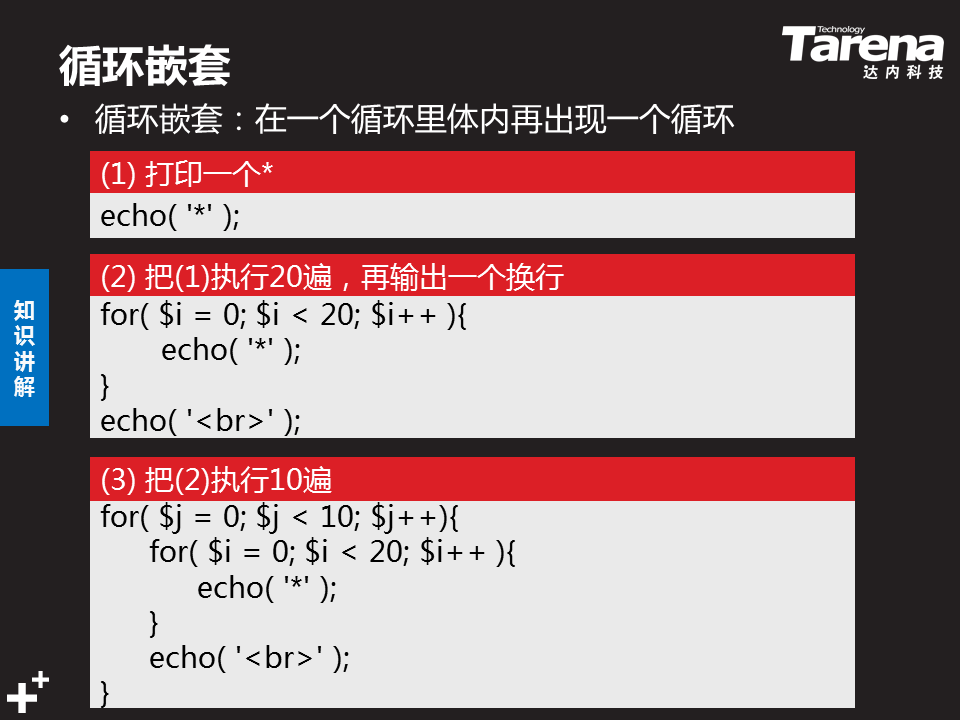 循环嵌套
Technology
Tarena
达内科技
• 循环嵌套：在一个循环里体内再出现一个循环
(1) 打印一个*
echo( '*' );
(2) 把(1)执行20遍，再输出一个换行
for( $i = 0; $i < 20; $i++ ){
echo( '*' );
}
echo( '<br>' );
知识讲解
(3) 把(2)执行10遍
for( $j = 0; $j < 10; $j++){
for( $i = 0; $i < 20; $i++ ){
echo( '*' );
}
echo( '<br>' );
}